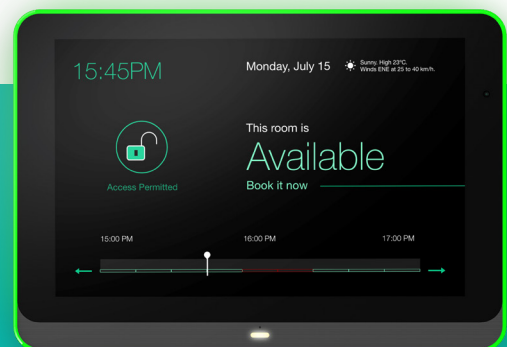 15:45PM
Monday, July 15
Sunny. High 23°C.
Winds ENE at 25 to 40 km/h.
This room is
Available
Book it now
Access Permitted
15:00 PM
16:00 PM
17:00 PM